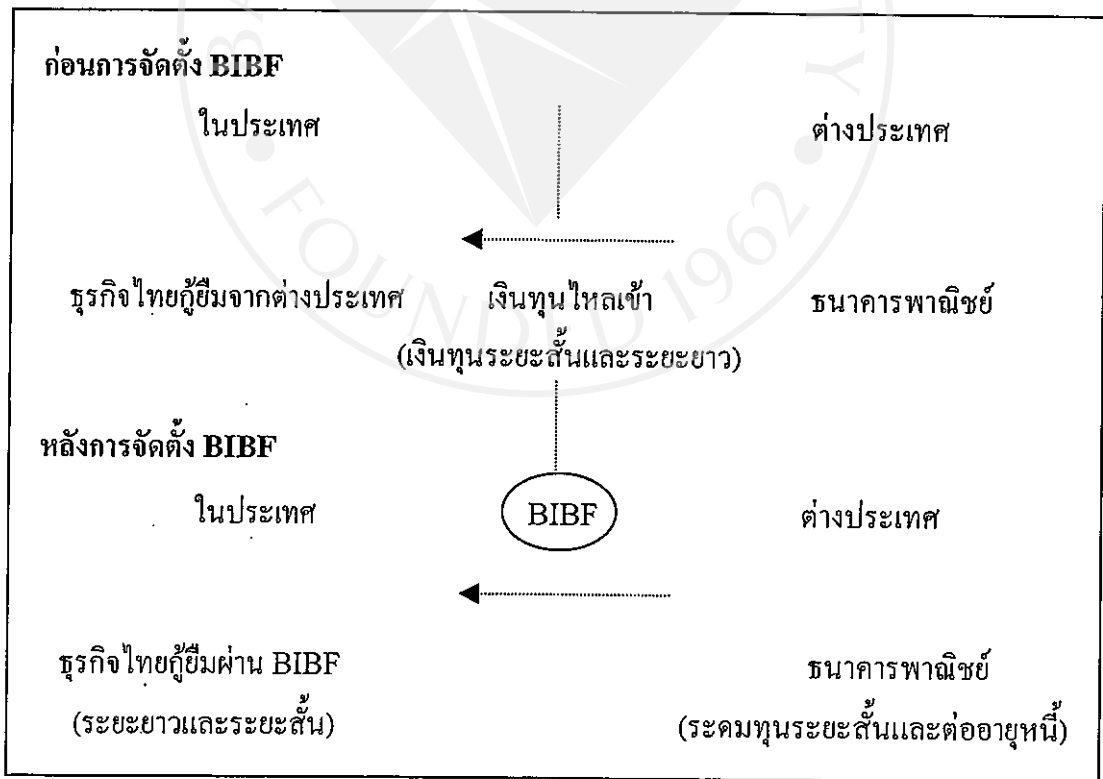 ก่อนการจัดตั้ง BIBF
ในประเทศ ต่างประเทศ
ธุรกิจไทยกู้ยืมจากต่างประเทศ เงินทุนไหลเข้า ธนาคารพาณิชย์
(เงินทุนระยะสั้นและระยะยาว)
หลังการจัดตั้ง BIBF
ในประเทศ BIBF ต่างประเทศ
ธุรกิจไทยกู้ยืมผ่าน BIBF ธนาคารพาณิชย์
(ระยะยาวและระยะสั้น) (ระดมทุนระยะสั้นและต่ออายุหนี้)
FOUNDED 1962